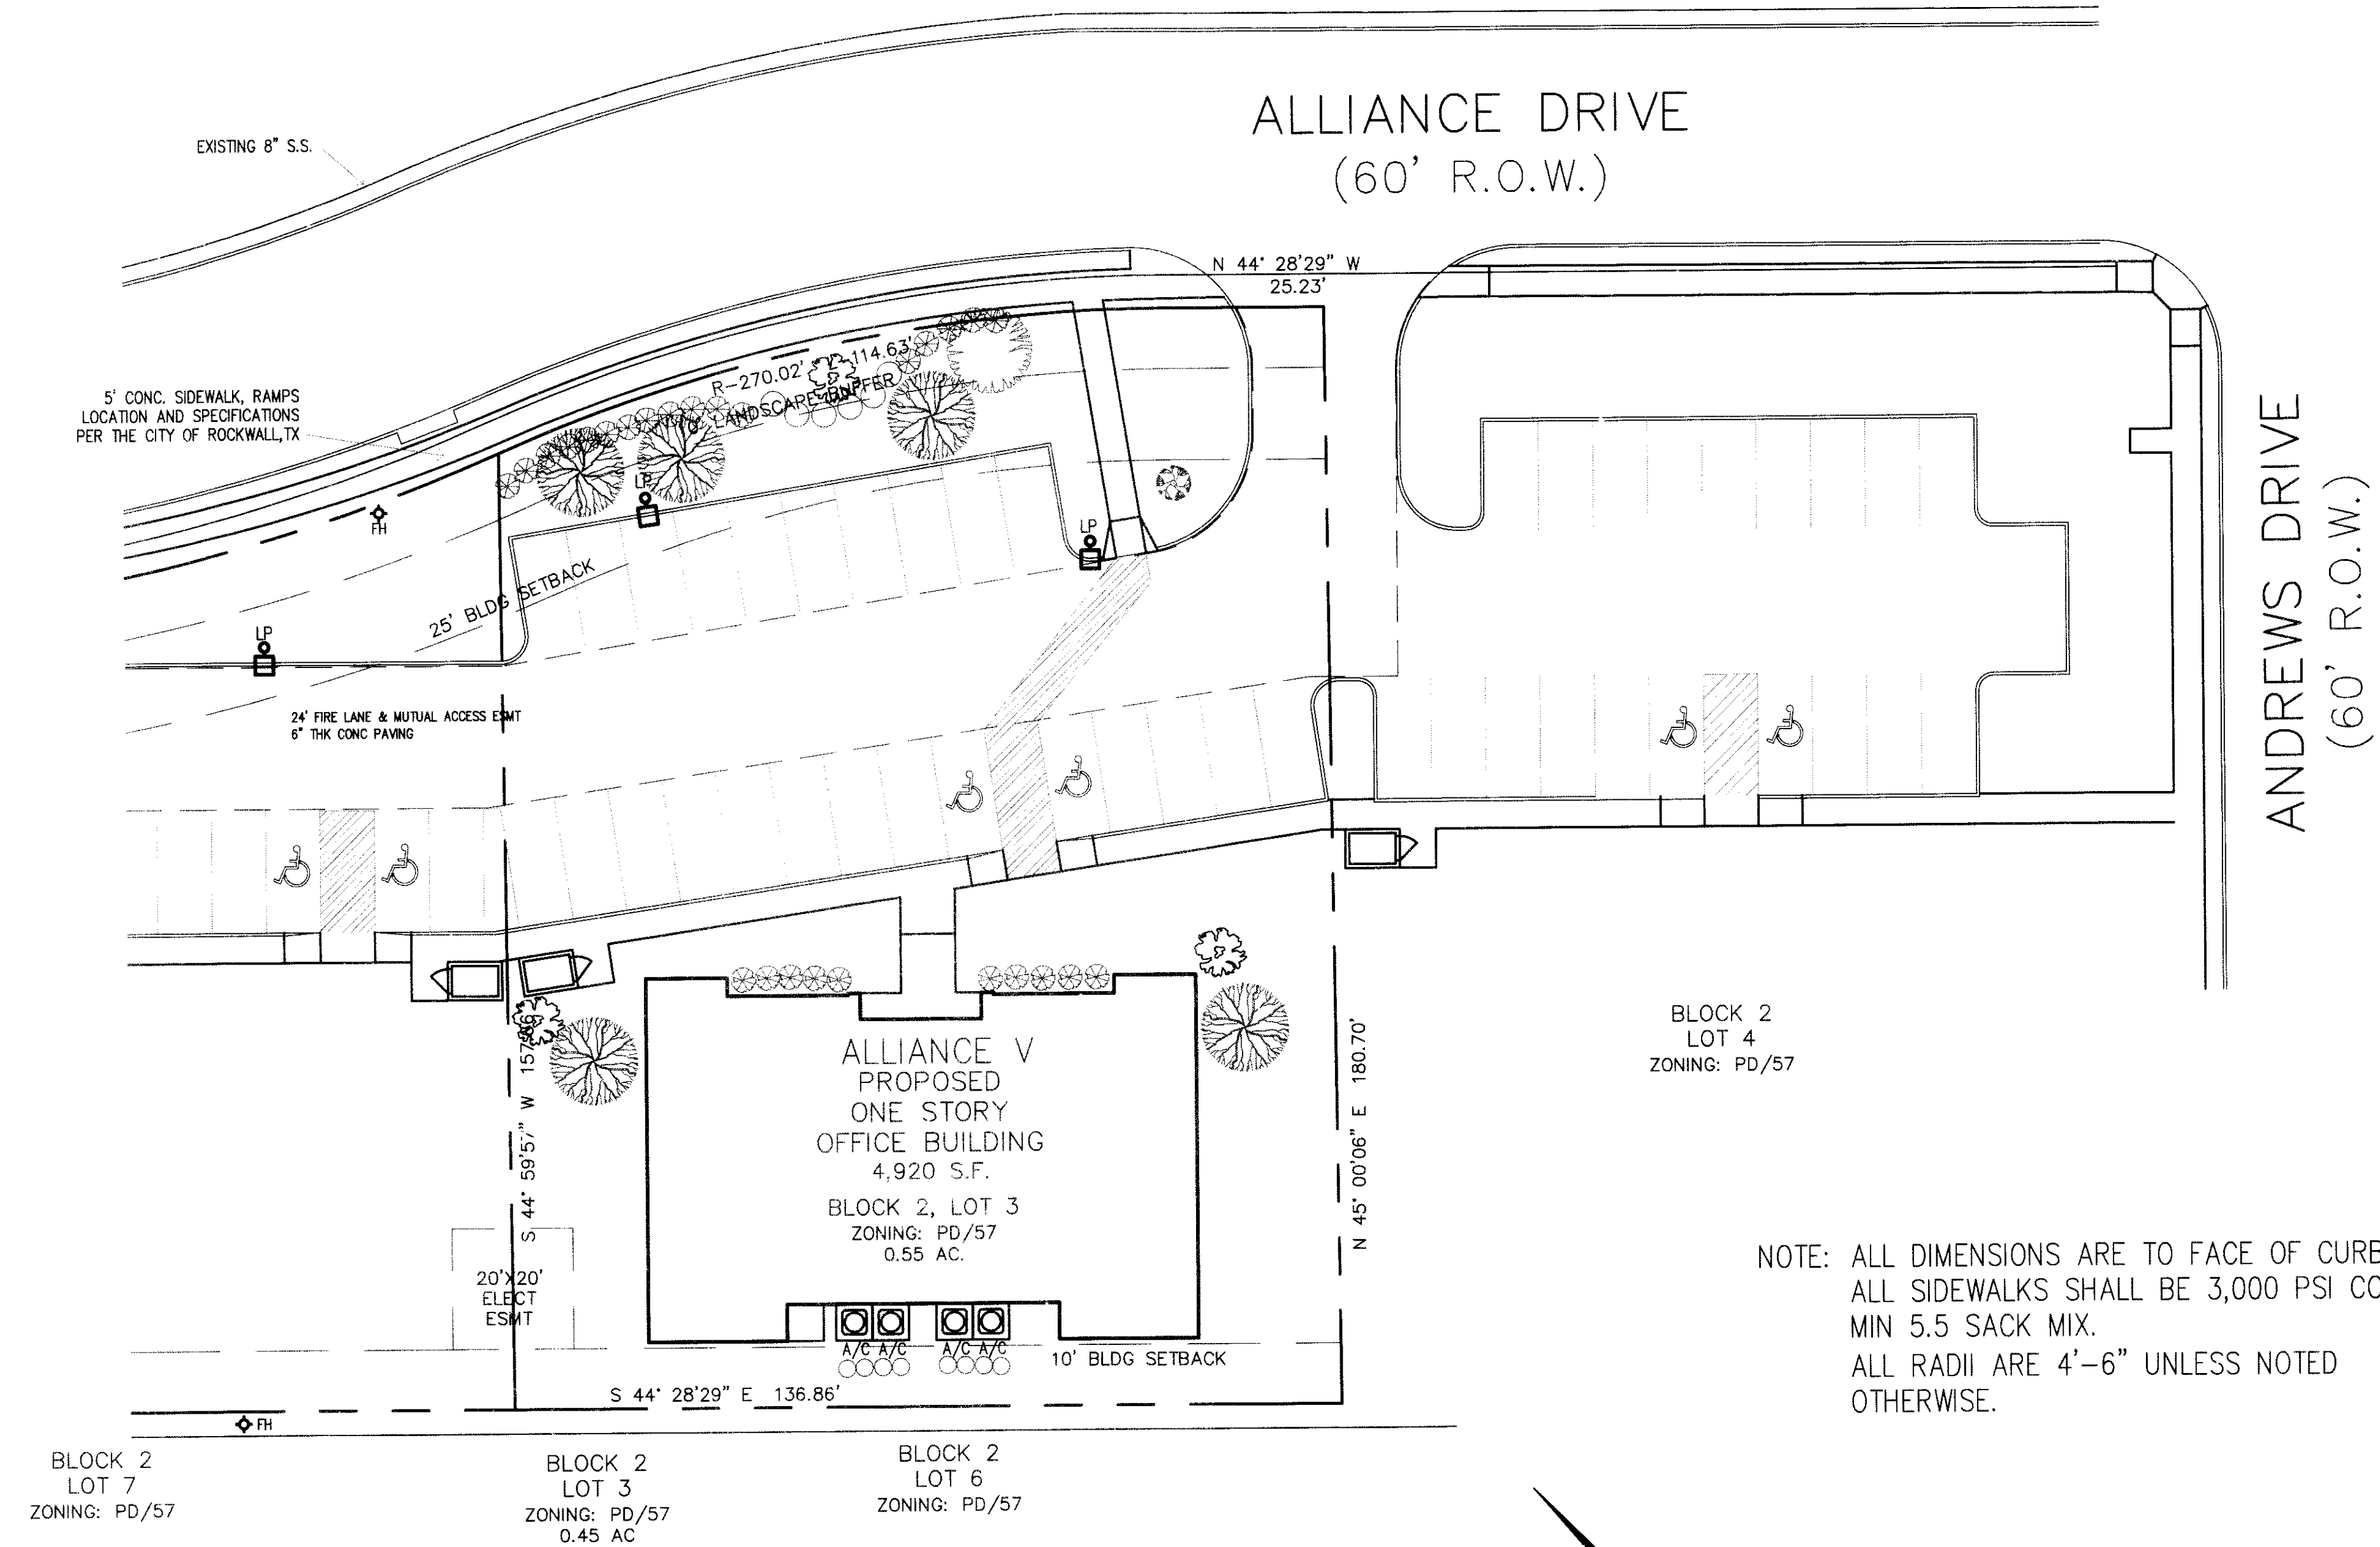 ALLIANCE DRIVE
(60' R.O.W.)
EXISTING 8" S.S.
N 44° 28'29" W
25.23'
R-270.02'
114.63'
LANDSCAPE BUFFER
5' CONC. SIDEWALK, RAMPS
LOCATION AND SPECIFICATIONS
PER THE CITY OF ROCKWALL,TX
ANDREWS DRIVE
(60' R.O.W.)
LP
FH
LP
25' BLDG SETBACK
LP
24' FIRE LANE & MUTUAL ACCESS ESMT
6" THK CONC PAVING
S 44° 59'57" W
N 45° 00'06" E 180.70'
ALLIANCE V
PROPOSED
ONE STORY
OFFICE BUILDING
4,920 S.F.
BLOCK 2, LOT 3
ZONING: PD/57
0.55 AC.
BLOCK 2
LOT 4
ZONING: PD/57
20'X20'
ELECT
ESMT
A/C A/C
A/C A/C
10' BLDG SETBACK
S 44° 28'29" E 136.86'
FH
NOTE: ALL DIMENSIONS ARE TO FACE OF CURB
ALL SIDEWALKS SHALL BE 3,000 PSI CO
MIN 5.5 SACK MIX.
ALL RADII ARE 4'-6" UNLESS NOTED
OTHERWISE.
BLOCK 2
LOT 7
ZONING: PD/57
BLOCK 2
LOT 3
ZONING: PD/57
0.45 AC
BLOCK 2
LOT 6
ZONING: PD/57